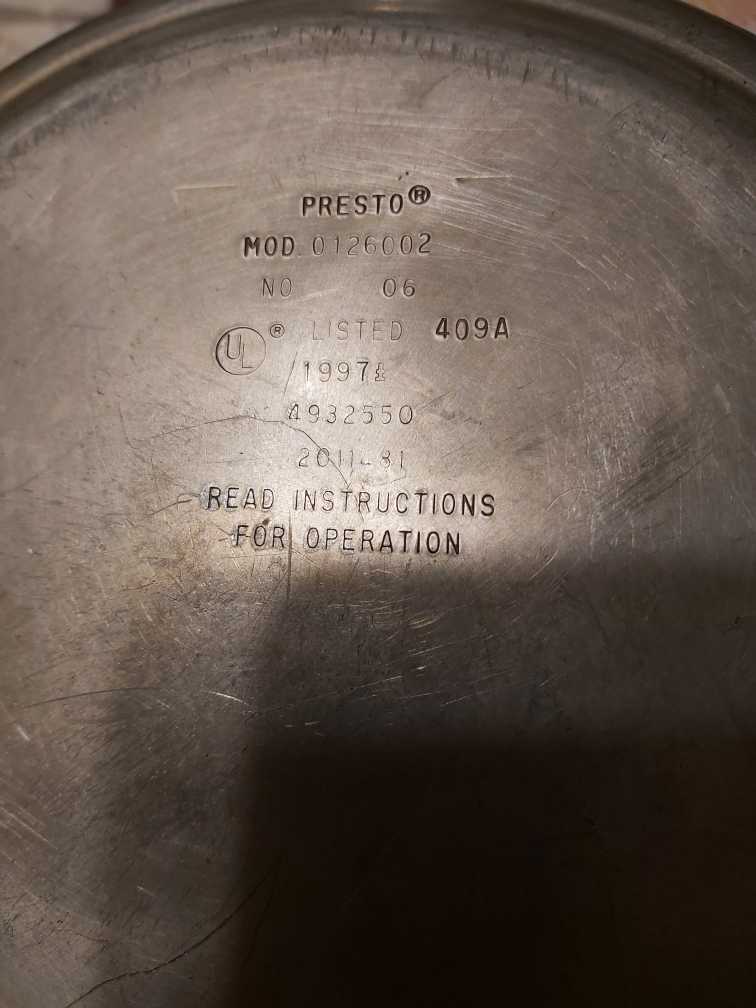 PRESTO®
MOD. 0126002
NO 06
UL ® LISTED 409A
1997
4932550
READ INSTRUCTIONS
FOR OPERATION